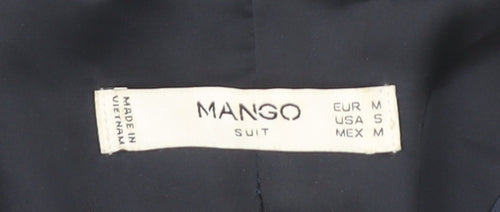 MADE IN
VIETNAM
MANGO
SUIT
EUR M
USA S
MEX M